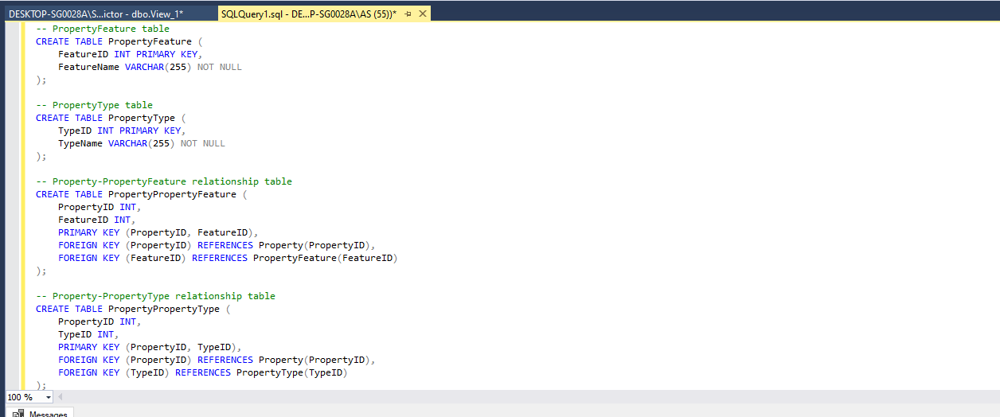 DESKTOP-SG0028A\S...ictor - dbo.View_1*
SQLQuery1.sql - DE...P-SG0028A\AS (55))*
-- PropertyFeature table
CREATE TABLE PropertyFeature (
    FeatureID INT PRIMARY KEY,
    FeatureName VARCHAR(255) NOT NULL
);

-- PropertyType table
CREATE TABLE PropertyType (
    TypeID INT PRIMARY KEY,
    TypeName VARCHAR(255) NOT NULL
);

-- Property-PropertyFeature relationship table
CREATE TABLE PropertyPropertyFeature (
    PropertyID INT,
    FeatureID INT,
    PRIMARY KEY (PropertyID, FeatureID),
    FOREIGN KEY (PropertyID) REFERENCES Property(PropertyID),
    FOREIGN KEY (FeatureID) REFERENCES PropertyFeature(FeatureID)
);

-- Property-PropertyType relationship table
CREATE TABLE PropertyPropertyType (
    PropertyID INT,
    TypeID INT,
    PRIMARY KEY (PropertyID, TypeID),
    FOREIGN KEY (PropertyID) REFERENCES Property(PropertyID),
    FOREIGN KEY (TypeID) REFERENCES PropertyType(TypeID)
);
100 %
Messages